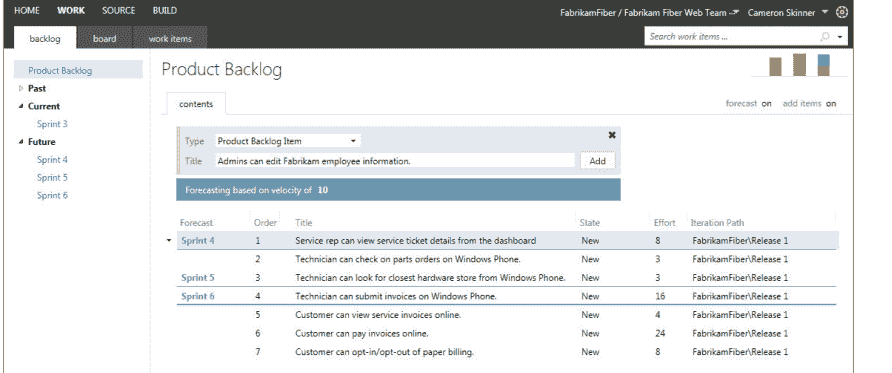 HOME WORK SOURCE BUILD FabrikamFiber / Fabrikam Fiber Web Team Cameron Skinner
backlog board work items Search work items ...
Product Backlog
Past
Current
Sprint 3
Future
Sprint 4
Sprint 5
Sprint 6
Product Backlog
contents forecast on add items on
Type Product Backlog Item
Title Admins can edit Fabrikam employee information. Add
Forecasting based on velocity of 10
Forecast Order Title State Effort Iteration Path
Sprint 4 1 Service rep can view service ticket details from the dashboard New 8 FabrikamFiber\Release 1
2 Technician can check on parts orders on Windows Phone. New 3 FabrikamFiber\Release 1
Sprint 5 3 Technician can look for closest hardware store from Windows Phone. New 3 FabrikamFiber\Release 1
Sprint 6 4 Technician can submit invoices on Windows Phone. New 16 FabrikamFiber\Release 1
5 Customer can view service invoices online. New 4 FabrikamFiber\Release 1
6 Customer can pay invoices online. New 24 FabrikamFiber\Release 1
7 Customer can opt-in/opt-out of paper billing. New 8 FabrikamFiber\Release 1